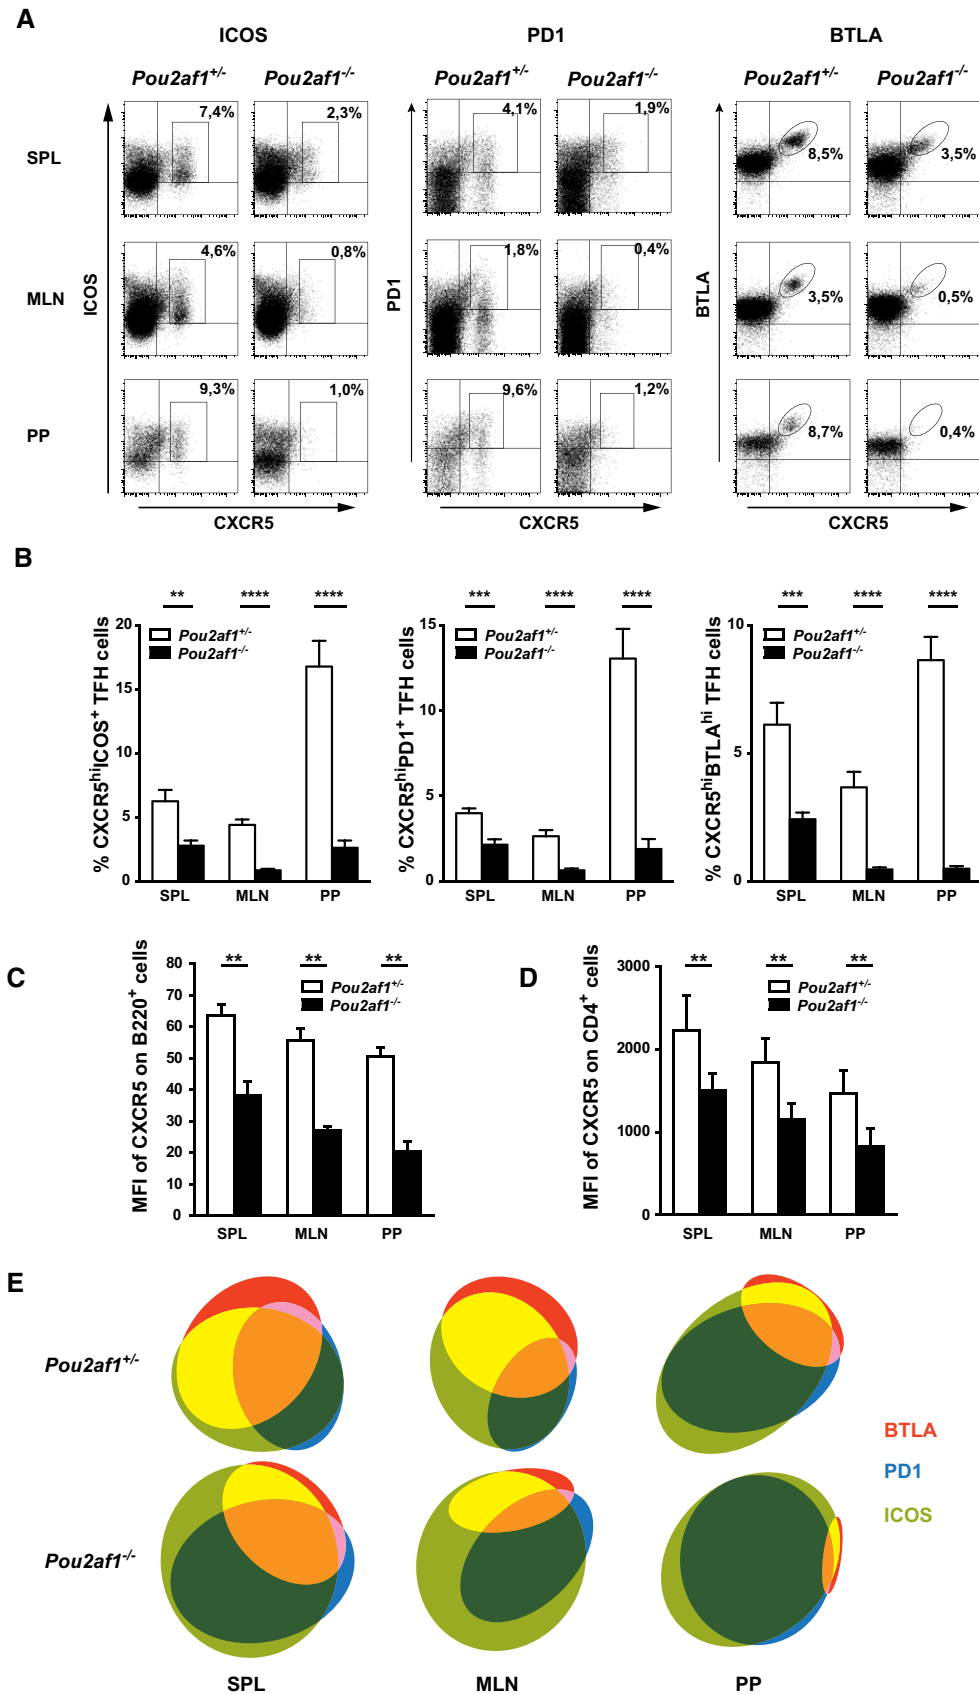 A
ICOS PD1 BTLA
Pou2af1+/- Pou2af1-/- Pou2af1+/- Pou2af1-/- Pou2af1+/- Pou2af1-/-
SPL 7,4% 2,3% 4,1% 1,9% 8,5% 3,5%
MLN 4,6% 0,8% 1,8% 0,4% 3,5% 0,5%
PP 9,3% 1,0% 9,6% 1,2% 8,7% 0,4%
ICOS PD1 BTLA
CXCR5 CXCR5 CXCR5
B
** **** ****
% CXCR5hiICOS+ TFH cells
20
15
10
5
0
Pou2af1+/-
Pou2af1-/-
SPL MLN PP
*** **** ****
% CXCR5hiPD1+ TFH cells
15
10
5
0
Pou2af1+/-
Pou2af1-/-
SPL MLN PP
*** **** ****
% CXCR5hiBTLAhi TFH cells
10
5
0
Pou2af1+/-
Pou2af1-/-
SPL MLN PP
C
** ** **
MFI of CXCR5 on B220+ cells
80
70
60
50
40
30
20
10
0
Pou2af1+/-
Pou2af1-/-
SPL MLN PP
D
** ** **
MFI of CXCR5 on CD4+ cells
3000
2000
1000
0
Pou2af1+/-
Pou2af1-/-
SPL MLN PP
E
Pou2af1+/-
Pou2af1-/-
BTLA
PD1
ICOS
SPL MLN PP